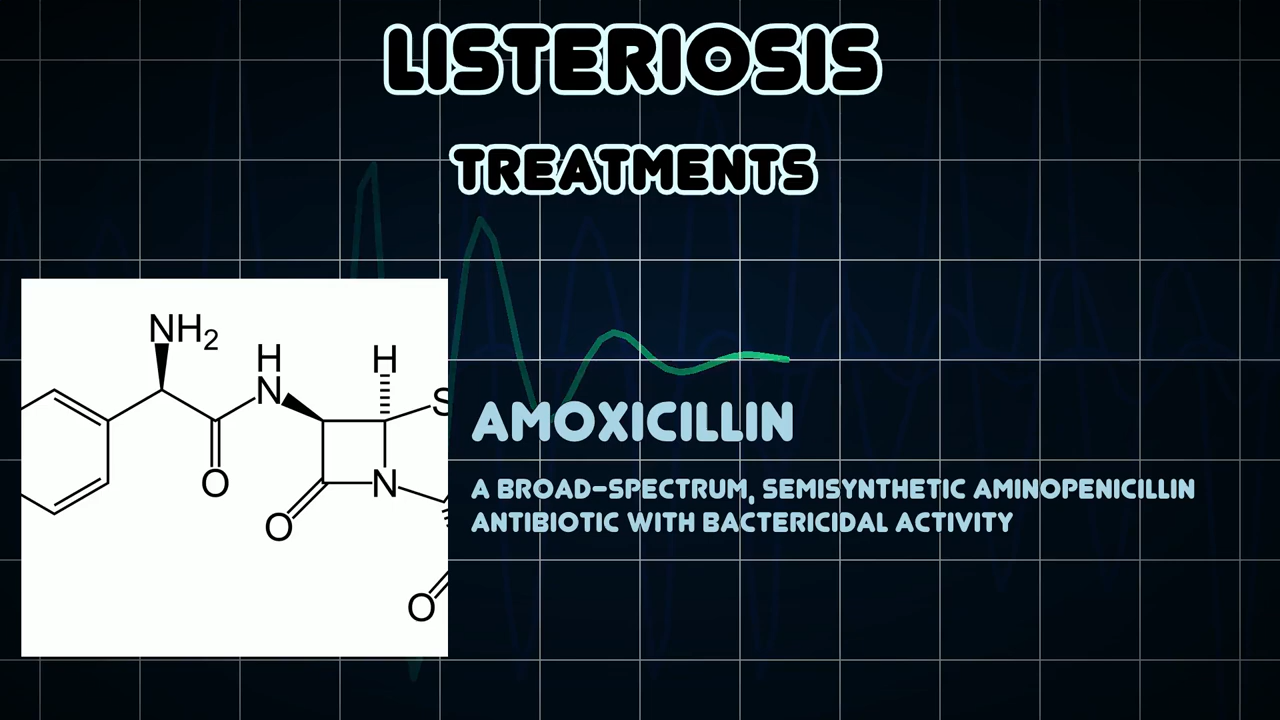 LISTERIOSIS
TREATMENTS
NH2
H
H
N
S
O
N
O
O
AMOXICILLIN
A BROAD-SPECTRUM, SEMISYNTHETIC AMINOPENICILLIN
ANTIBIOTIC WITH BACTERICIDAL ACTIVITY